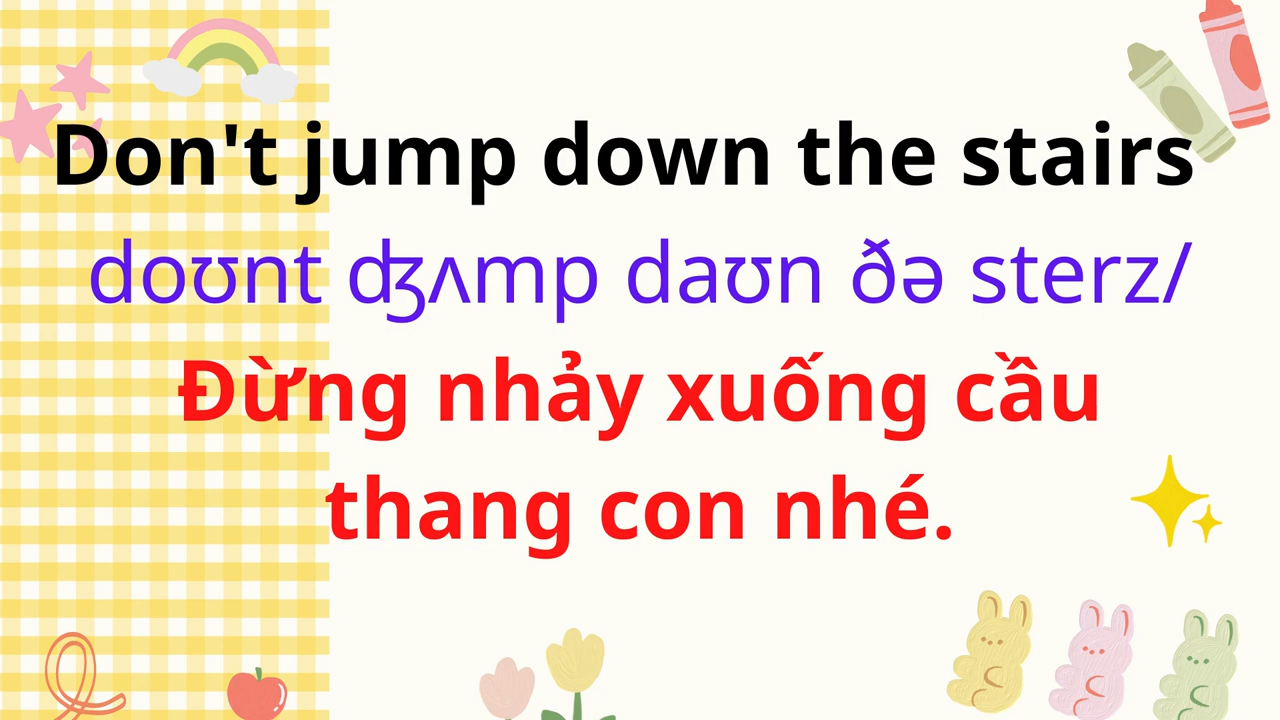 Don't jump down the stairs
doʊnt ʤʌmp daʊn ðə sterz/
Đừng nhảy xuống cầu
thang con nhé.